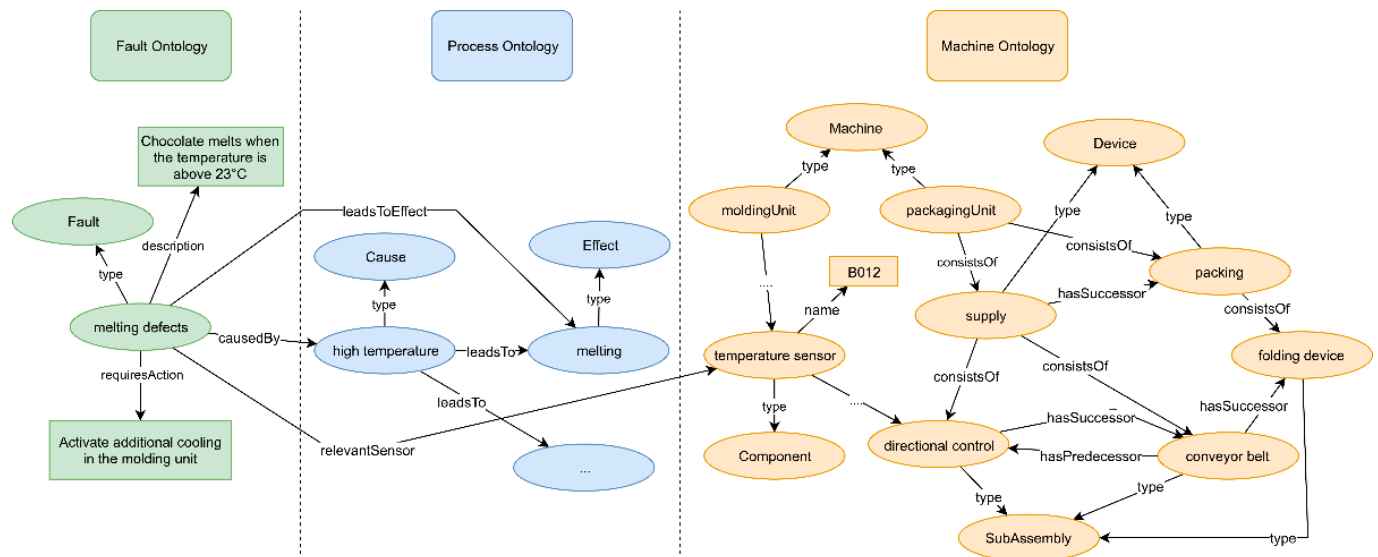 Fault Ontology
Process Ontology
Machine Ontology
Chocolate melts when
the temperature is
above 23°C
Fault
type
description
melting defects
requiresAction
Activate additional cooling
in the molding unit
leadsToEffect
causedBy
relevantSensor
Cause
type
high temperature
leadsTo
leadsTo
Effect
type
melting
...
Machine
type
type
moldingUnit
packagingUnit
Device
type
type
consistsOf
consistsOf
....
B012
name
packing
supply
hasSuccessor
consistsOf
temperature sensor
consistsOf
consistsOf
folding device
type
....
hasSuccessor
hasSuccessor
Component
directional control
hasPredecessor
conveyor belt
type
type
SubAssembly
type